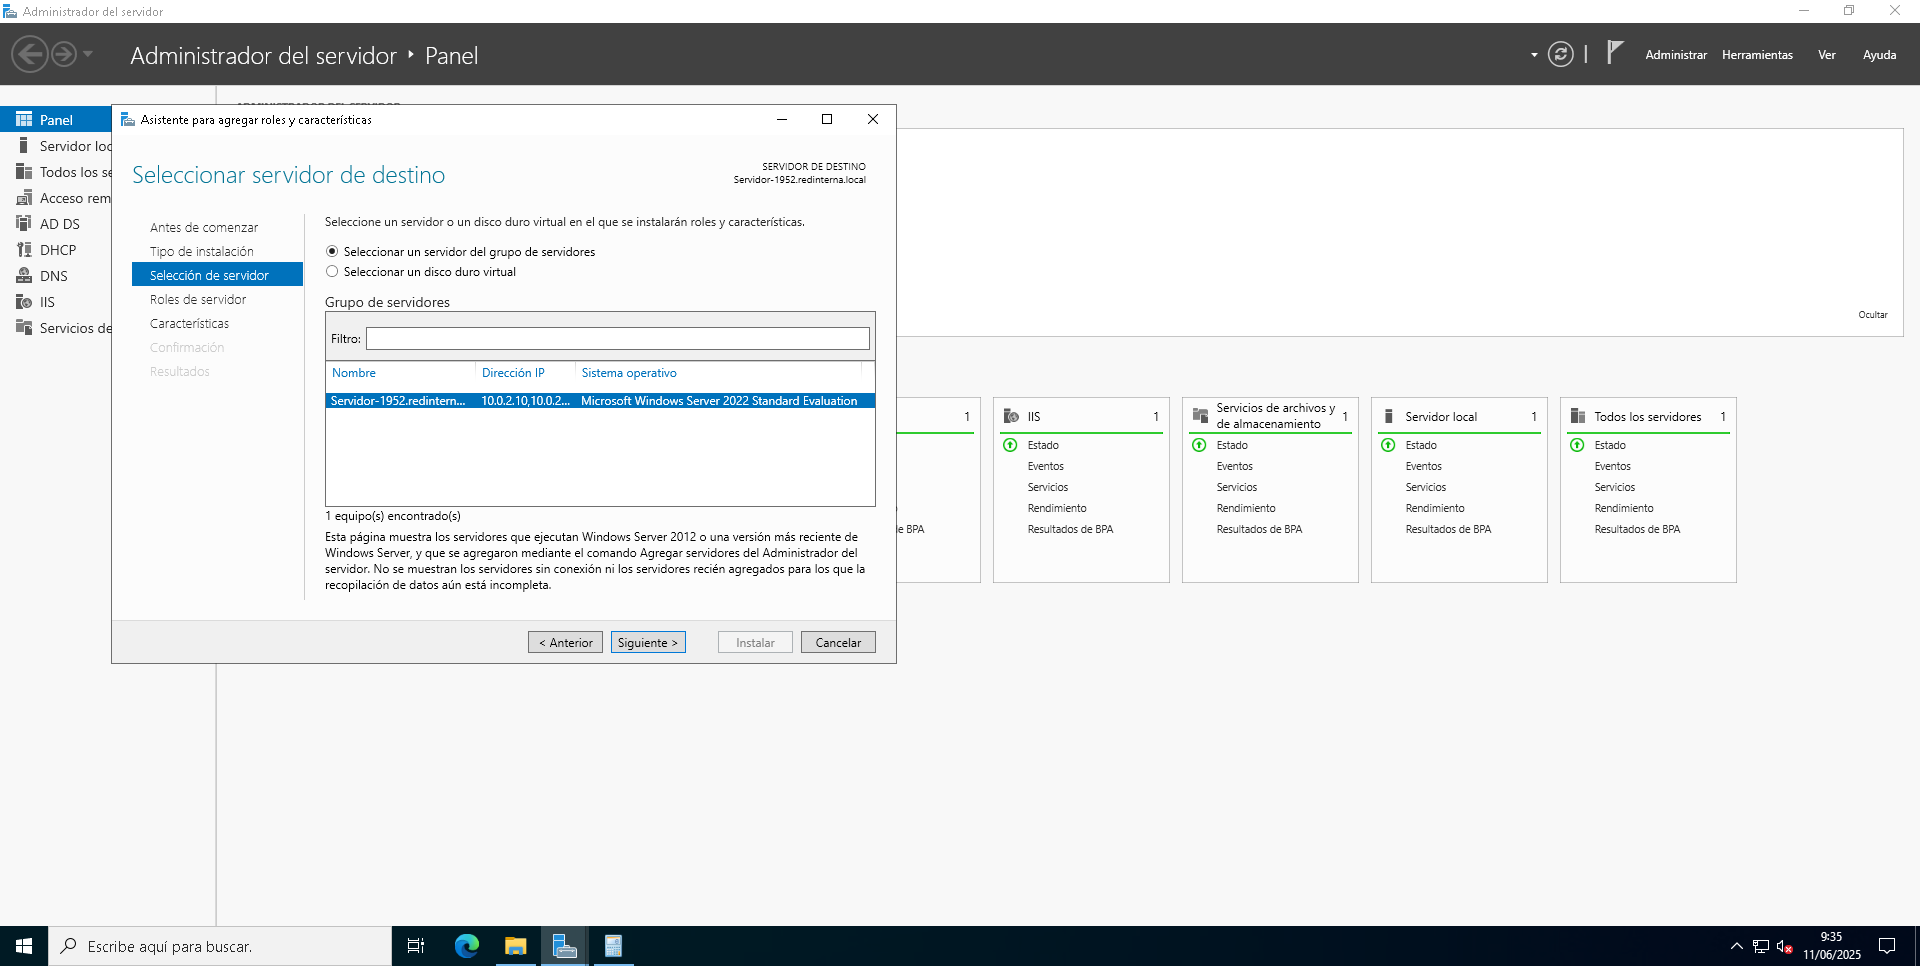 Administrador del servidor
Administrador del servidor ‣ Panel
Administrar Herramientas Ver Ayuda
Panel
Servidor loc
Todos los se
Acceso rem
AD DS
DHCP
DNS
IIS
Servicios de
Asistente para agregar roles y características
Seleccionar servidor de destino
SERVIDOR DE DESTINO
Servidor-1952.redinterna.local
Antes de comenzar
Tipo de instalación
Selección de servidor
Roles de servidor
Características
Confirmación
Resultados
Seleccione un servidor o un disco duro virtual en el que se instalarán roles y características.
Seleccionar un servidor del grupo de servidores
Seleccionar un disco duro virtual
Grupo de servidores
Filtro:
Nombre Dirección IP Sistema operativo
Servidor-1952.redintern... 10.0.2.10,10.0.2... Microsoft Windows Server 2022 Standard Evaluation
1 equipo(s) encontrado(s)
Esta página muestra los servidores que ejecutan Windows Server 2012 o una versión más reciente de
Windows Server, y que se agregaron mediante el comando Agregar servidores del Administrador del
servidor. No se muestran los servidores sin conexión ni los servidores recién agregados para los que la
recopilación de datos aún está incompleta.
< Anterior Siguiente > Instalar Cancelar
Ocultar
1
e BPA
IIS 1
Estado
Eventos
Servicios
Rendimiento
Resultados de BPA
Servicios de archivos y
de almacenamiento 1
Estado
Eventos
Servicios
Rendimiento
Resultados de BPA
Servidor local 1
Estado
Eventos
Servicios
Rendimiento
Resultados de BPA
Todos los servidores 1
Estado
Eventos
Servicios
Rendimiento
Resultados de BPA
Escribe aquí para buscar.
9:35
11/06/2025